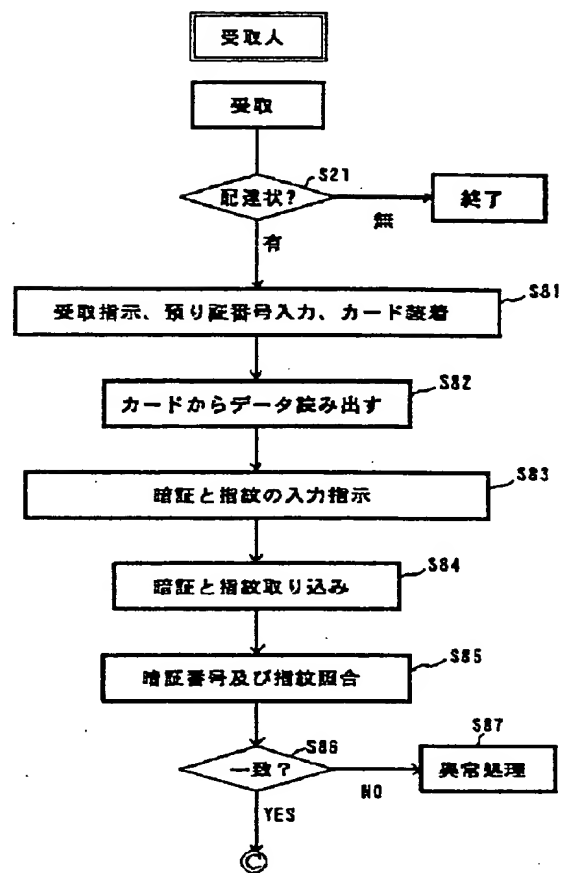 受取人
受取
S21
配達状?
終了
無
有
S81
受取指示、預り証番号入力、カード装着
S82
カードからデータ読み出す
S83
暗証と指紋の入力指示
S84
暗証と指紋取り込み
S85
暗証番号及び指紋照合
S86
一致?
S87
異常処理
NO
YES
C